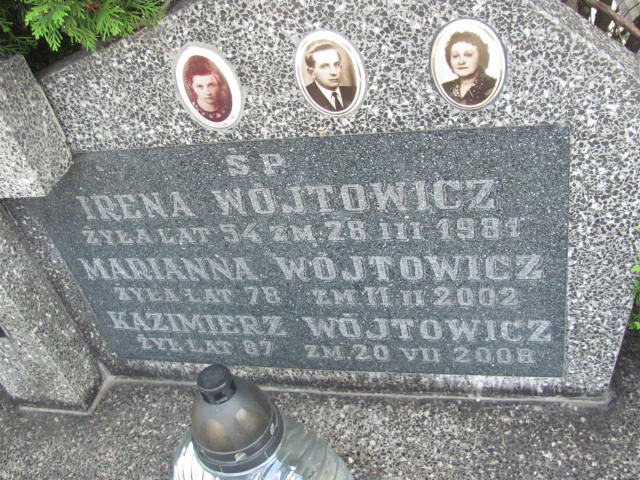 Ś.P.
IRENA WÓJTOWICZ
ŻYŁA LAT 54 ZM. 28 III 1981
MARIANNA WÓJTOWICZ
ŻYŁA LAT 78 ZM 11 II 2002
KAZIMIERZ WÓJTOWICZ
ŻYŁ LAT 87 ZM. 20 VII 2008